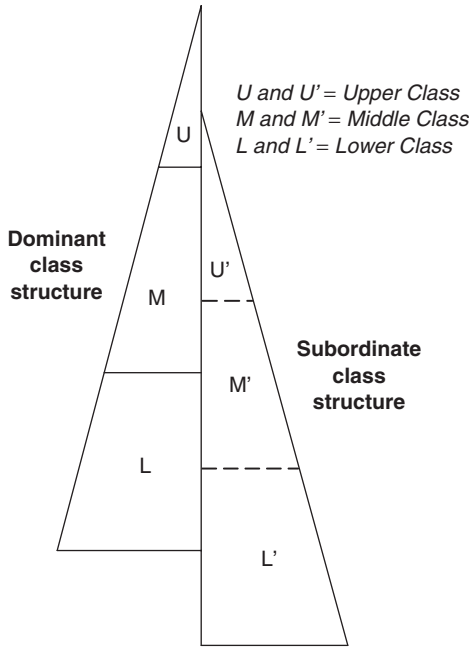 U and U’ = Upper Class
M and M’ = Middle Class
L and L’ = Lower Class
U
Dominant
class
structure
U’
M
Subordinate
class
structure
M’
L
L’